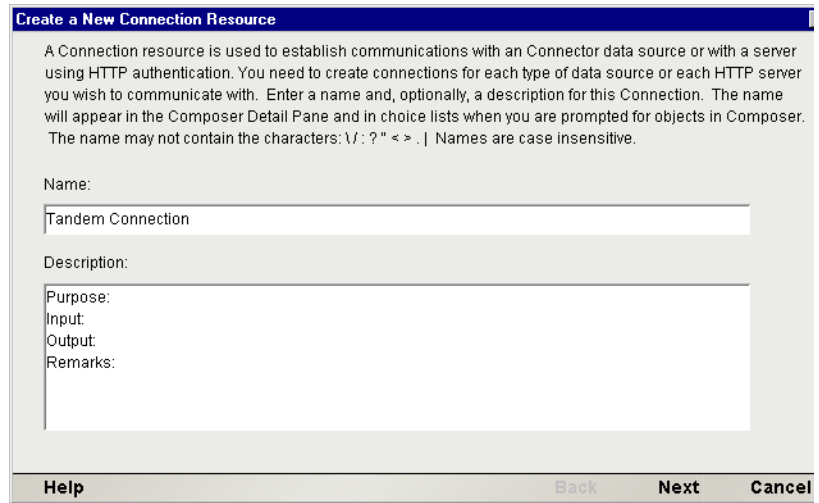 Create a New Connection Resource
A Connection resource is used to establish communications with an Connector data source or with a server
using HTTP authentication. You need to create connections for each type of data source or each HTTP server
you wish to communicate with.  Enter a name and, optionally, a description for this Connection.  The name
will appear in the Composer Detail Pane and in choice lists when you are prompted for objects in Composer.
The name may not contain the characters: \ / : ? " < > . |  Names are case insensitive.
Name:
Tandem Connection
Description:
Purpose:
Input:
Output:
Remarks:
Help Back Next Cancel